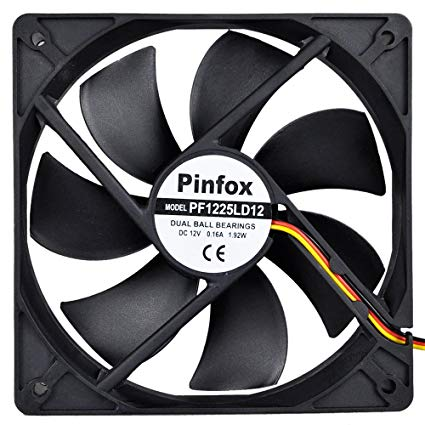 Pinfox
MODEL PF1225LD12
DUAL BALL BEARINGS
DC 12V 0.16A 1.92W
CE